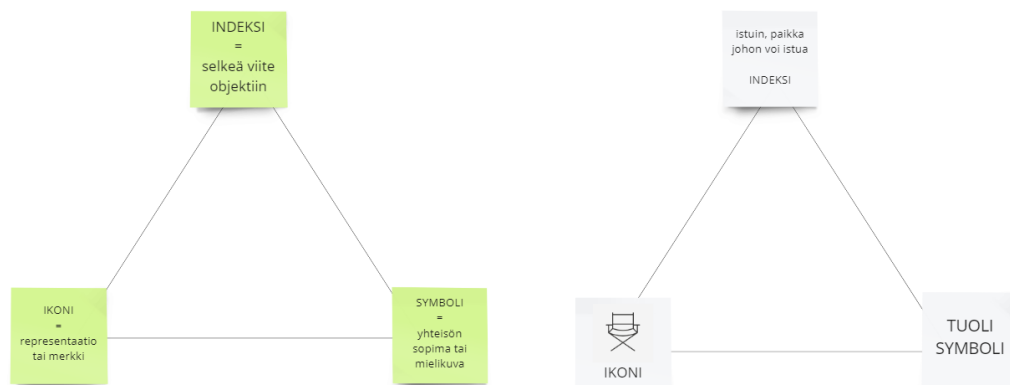 INDEKSI
=
selkeä viite
objektiin
IKONI
=
representaatio
tai merkki
SYMBOLI
=
yhteisön
sopima tai
mielikuva
istuin, paikka
johon voi istua
INDEKSI
IKONI
TUOLI
SYMBOLI